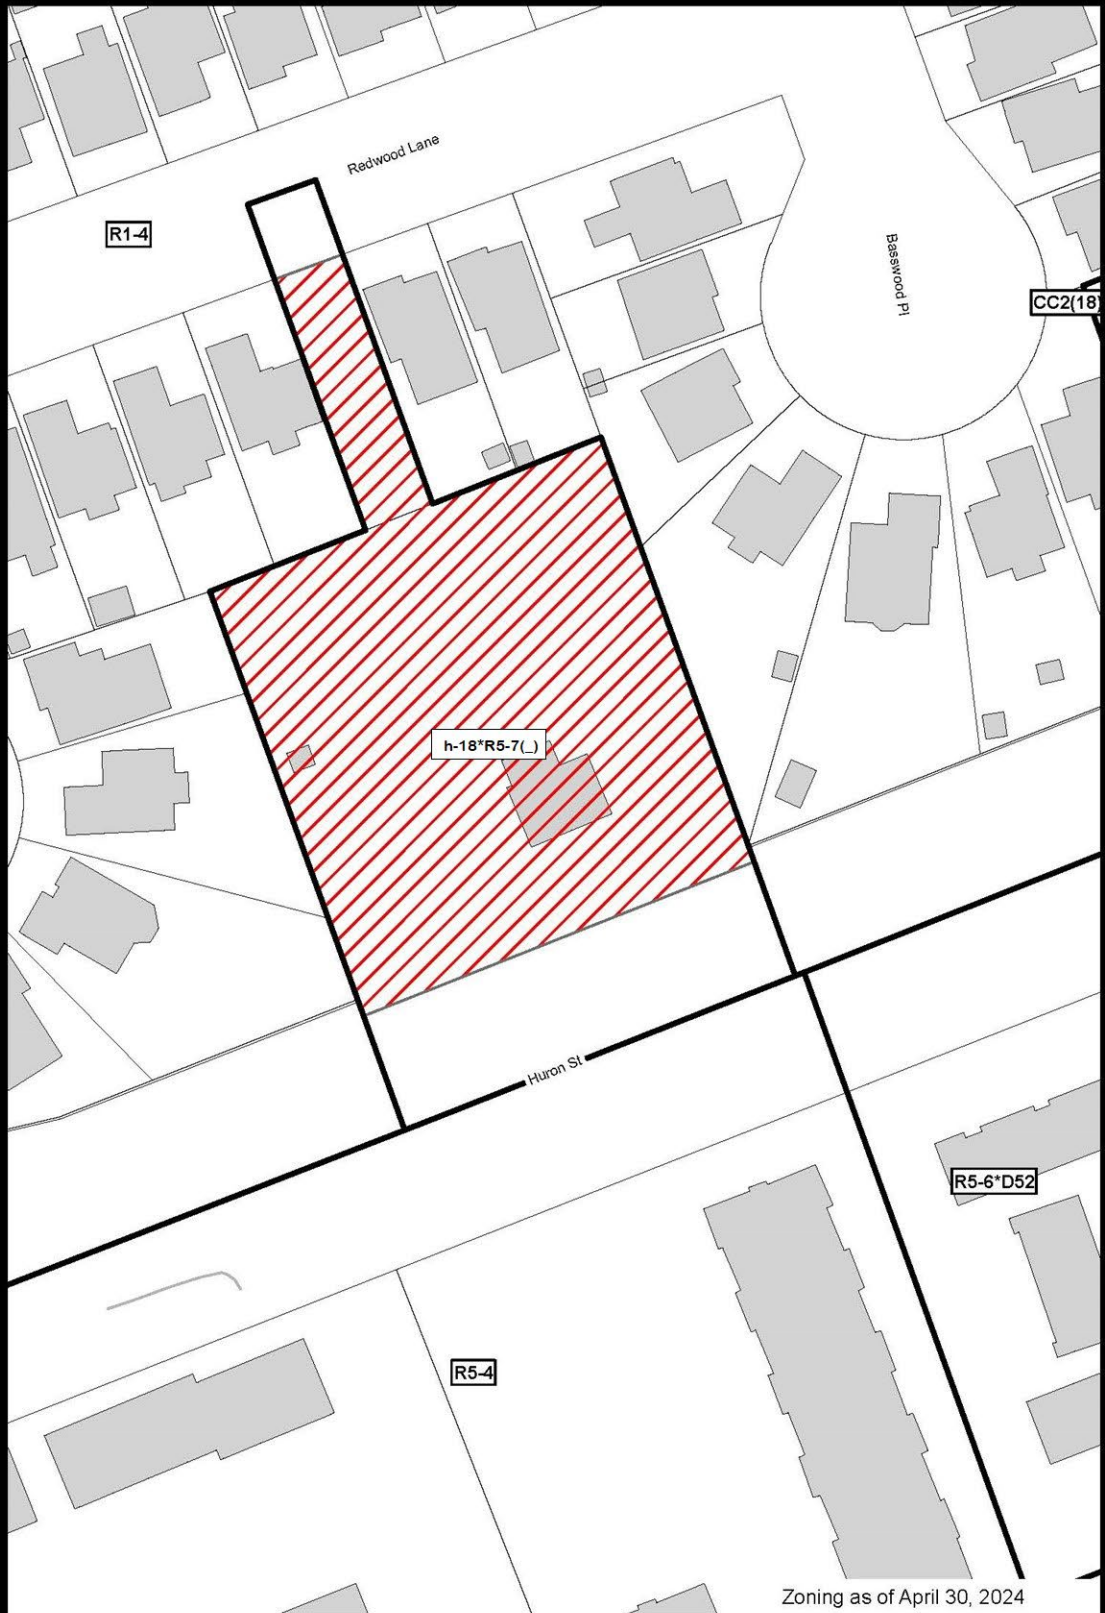 Redwood Lane
R1-4
Basswood Pl
CC2(18)
h-18*R5-7(_)
Huron St
R5-6*D52
R5-4
Zoning as of April 30, 2024